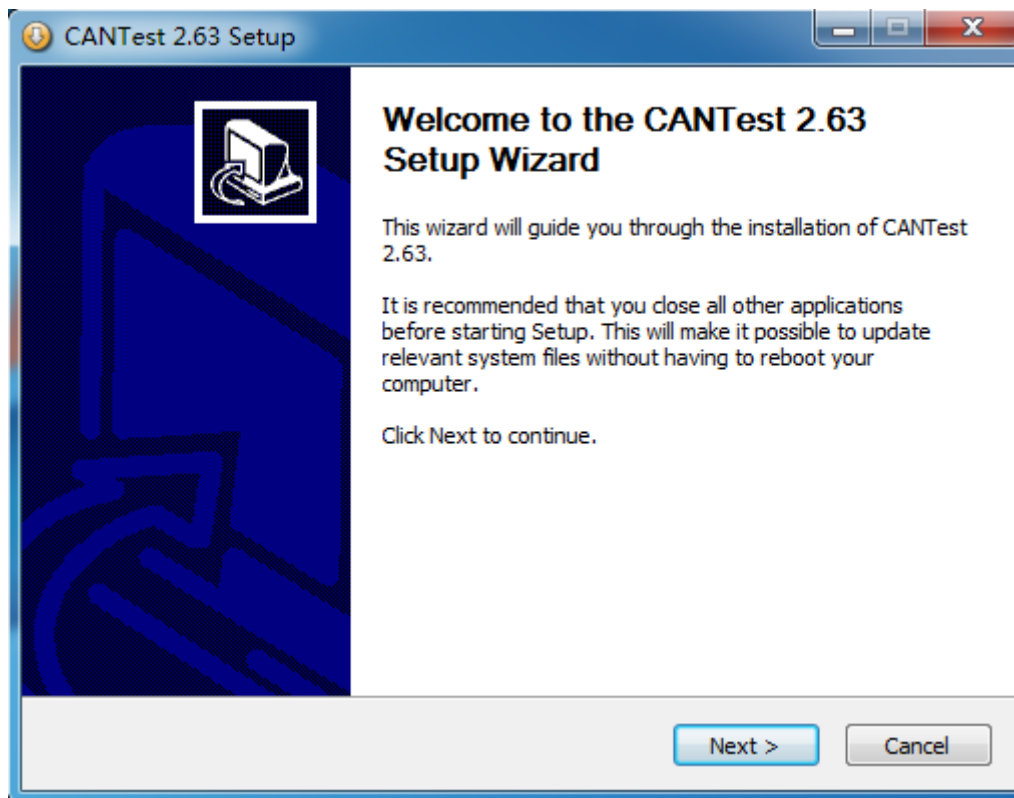 CANTest 2.63 Setup
Welcome to the CANTest 2.63
Setup Wizard
This wizard will guide you through the installation of CANTest
2.63.
It is recommended that you close all other applications
before starting Setup. This will make it possible to update
relevant system files without having to reboot your
computer.
Click Next to continue.
Next >
Cancel